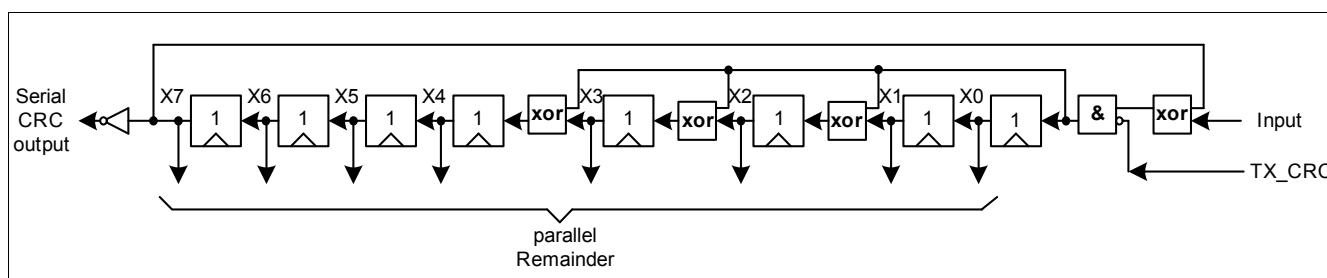 Serial
CRC
output
X7
1
X6
1
X5
1
X4
1
xor
X3
1
xor
X2
1
xor
X1
1
X0
1
&
xor
Input
TX_CRC
parallel
Remainder